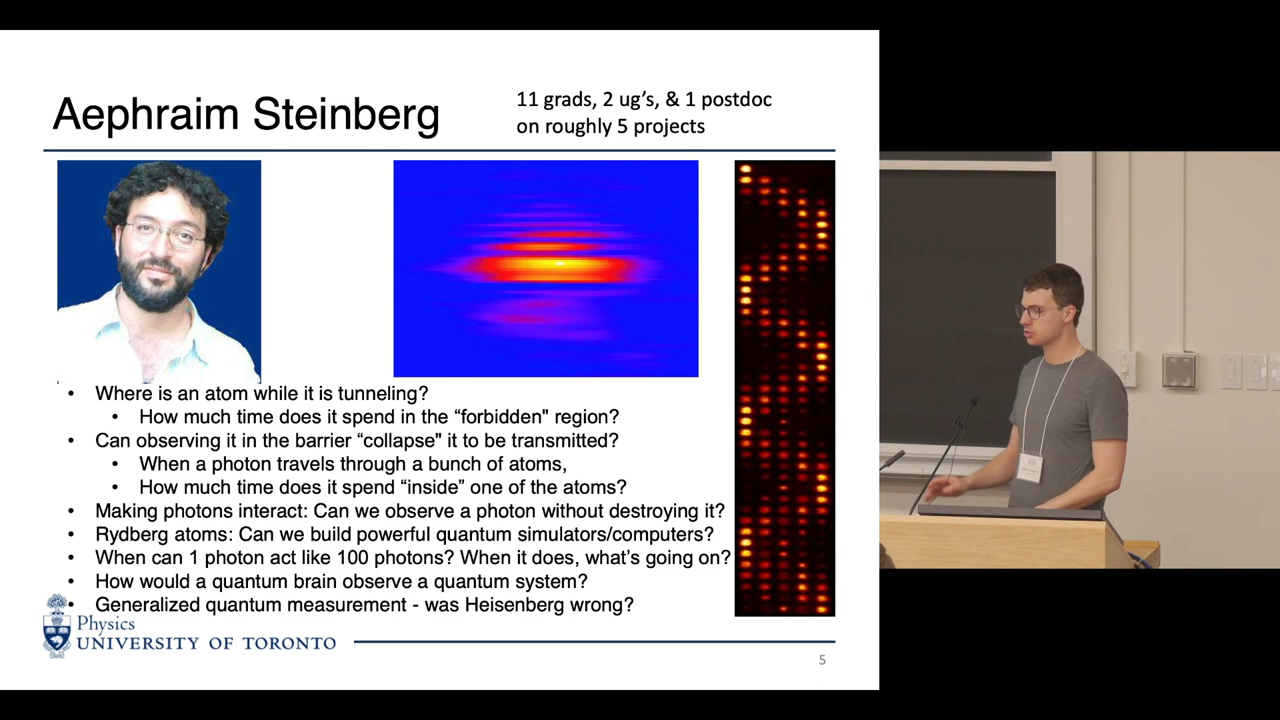 Aephraim Steinberg
11 grads, 2 ug’s, & 1 postdoc
on roughly 5 projects
• Where is an atom while it is tunneling?
• How much time does it spend in the “forbidden" region?
• Can observing it in the barrier “collapse" it to be transmitted?
• When a photon travels through a bunch of atoms,
• How much time does it spend “inside” one of the atoms?
• Making photons interact: Can we observe a photon without destroying it?
• Rydberg atoms: Can we build powerful quantum simulators/computers?
• When can 1 photon act like 100 photons? When it does, what’s going on?
• How would a quantum brain observe a quantum system?
• Generalized quantum measurement - was Heisenberg wrong?
Physics
UNIVERSITY OF TORONTO
5